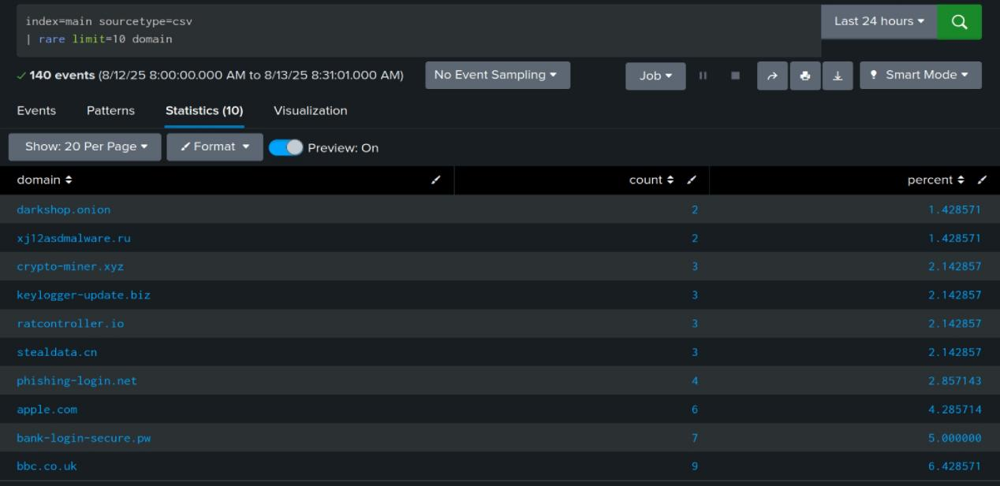 index=main sourcetype=csv
| rare limit=10 domain
Last 24 hours
140 events (8/12/25 8:00:00.000 AM to 8/13/25 8:31:01.000 AM)
No Event Sampling
Job
Smart Mode
Events Patterns Statistics (10) Visualization
Show: 20 Per Page Format Preview: On
domain count percent
darkshop.onion 2 1.428571
xj12asdmalware.ru 2 1.428571
crypto-miner.xyz 3 2.142857
keylogger-update.biz 3 2.142857
ratcontroller.io 3 2.142857
stealdata.cn 3 2.142857
phishing-login.net 4 2.857143
apple.com 6 4.285714
bank-login-secure.pw 7 5.000000
bbc.co.uk 9 6.428571